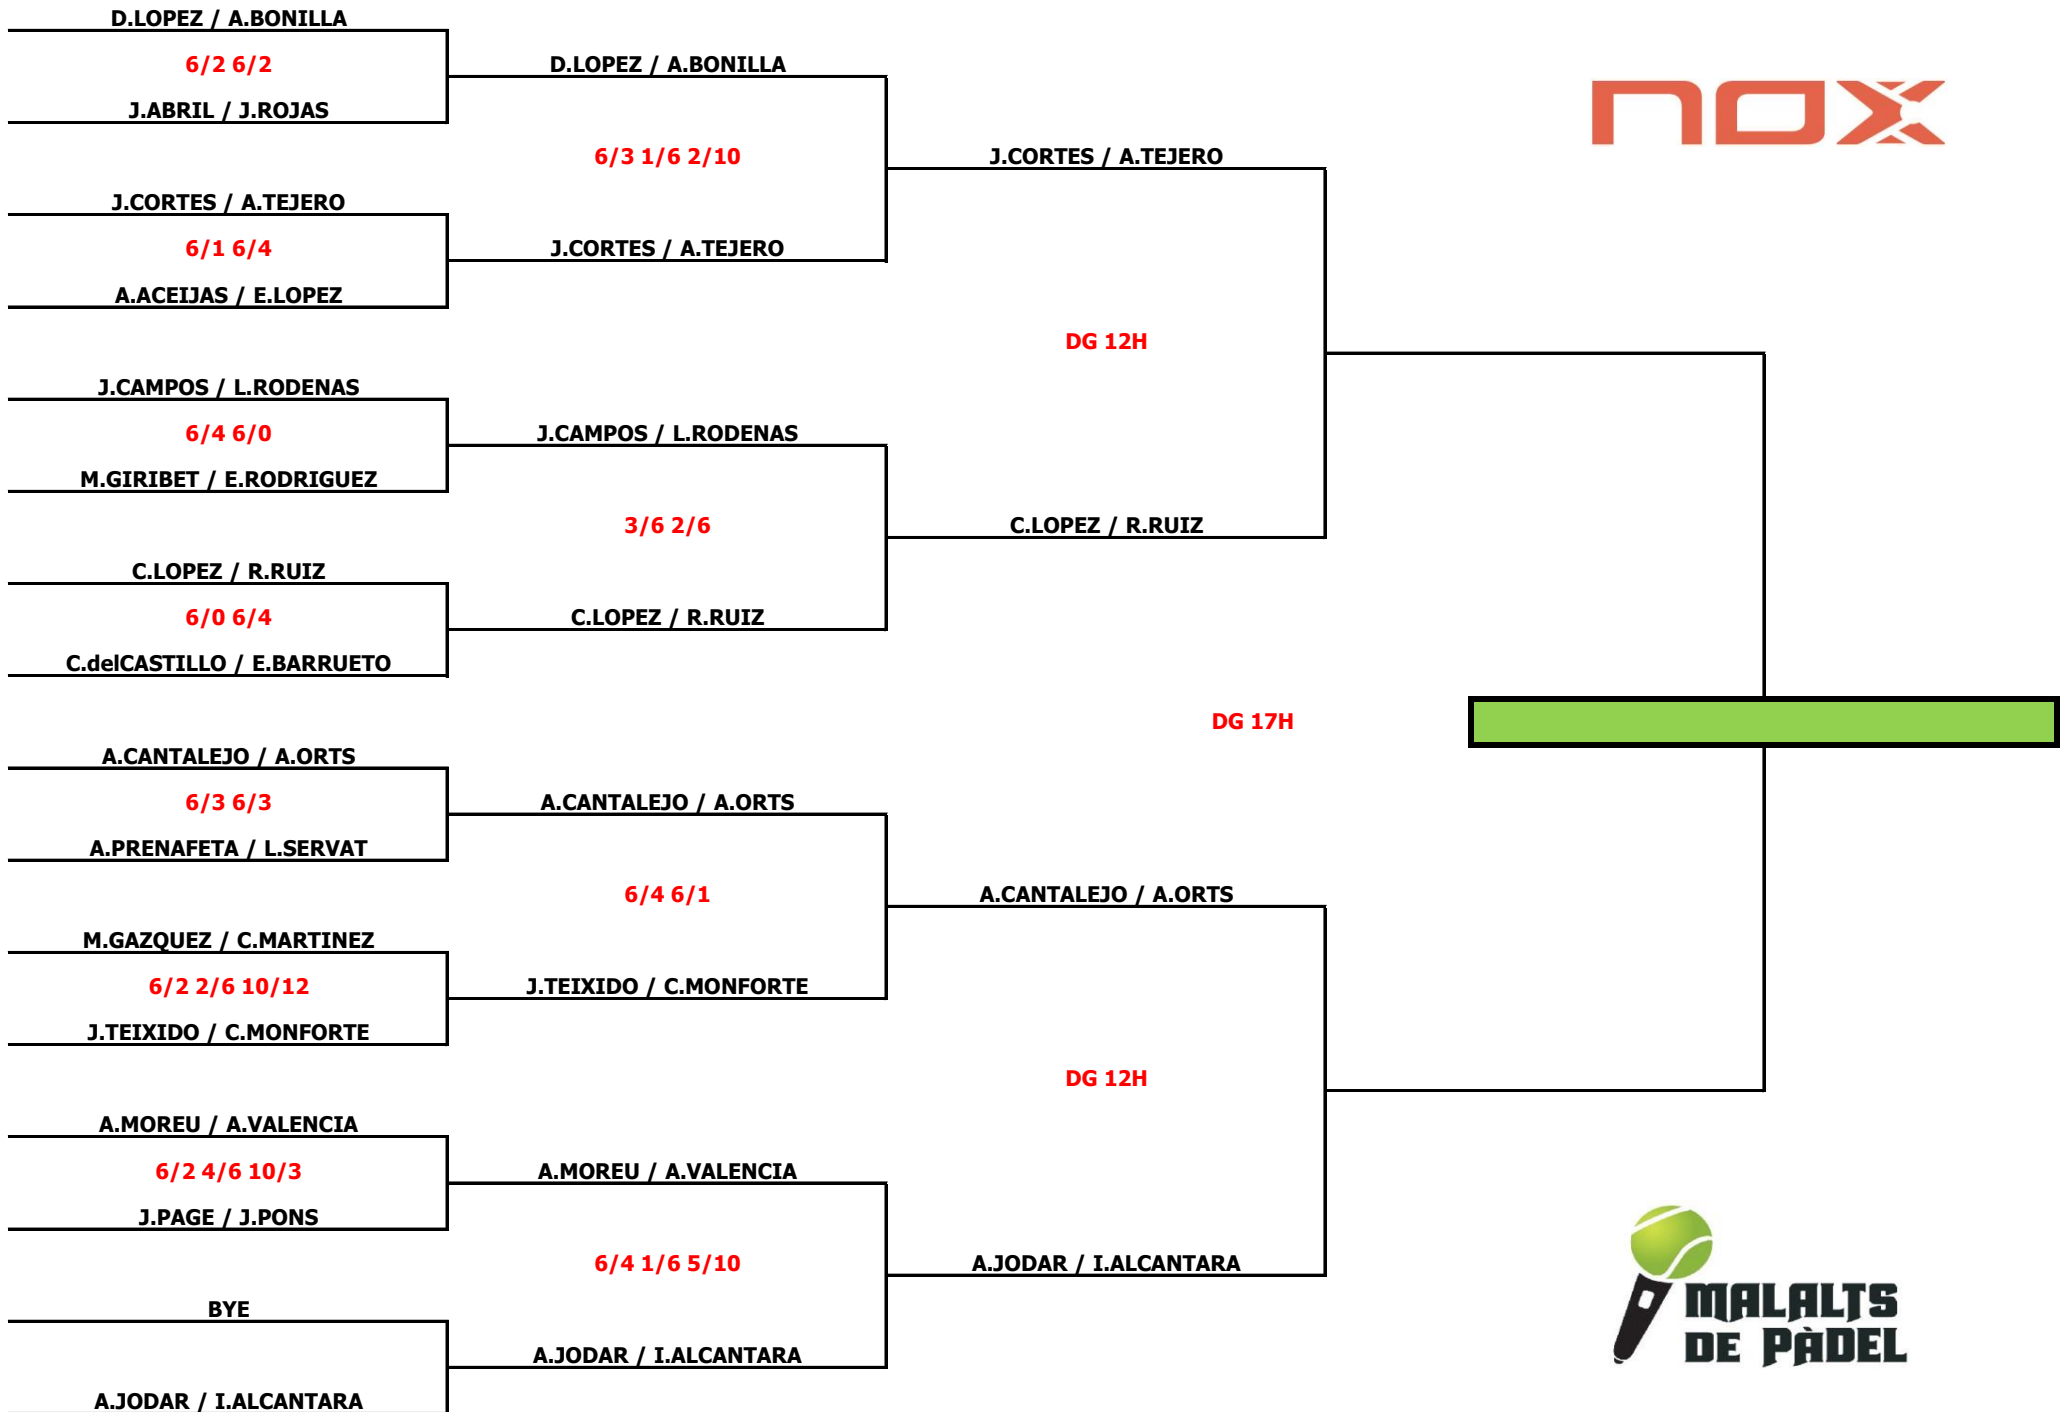 D.LOPEZ / A.BONILLA
6/2 6/2
D.LOPEZ / A.BONILLA
nox
J.ABRIL / J.ROJAS
6/3 1/6 2/10
J.CORTES / A.TEJERO
J.CORTES / A.TEJERO
6/1 6/4
J.CORTES / A.TEJERO
A.ACEIJAS / E.LOPEZ
DG 12H
J.CAMPOS / L.RODENAS
6/4 6/0
J.CAMPOS / L.RODENAS
M.GIRIBET / E.RODRIGUEZ
3/6 2/6
C.LOPEZ / R.RUIZ
C.LOPEZ / R.RUIZ
6/0 6/4
C.LOPEZ / R.RUIZ
C.delCASTILLO / E.BARRUETO
DG 17H
A.CANTALEJO / A.ORTS
6/3 6/3
A.CANTALEJO / A.ORTS
A.PRENAFETA / L.SERVAT
6/4 6/1
A.CANTALEJO / A.ORTS
M.GAZQUEZ / C.MARTINEZ
6/2 2/6 10/12
J.TEIXIDO / C.MONFORTE
J.TEIXIDO / C.MONFORTE
DG 12H
A.MOREU / A.VALENCIA
6/2 4/6 10/3
A.MOREU / A.VALENCIA
J.PAGE / J.PONS
6/4 1/6 5/10
A.JODAR / I.ALCANTARA
BYE
A.JODAR / I.ALCANTARA
A.JODAR / I.ALCANTARA
MALALTS
DE PÀDEL